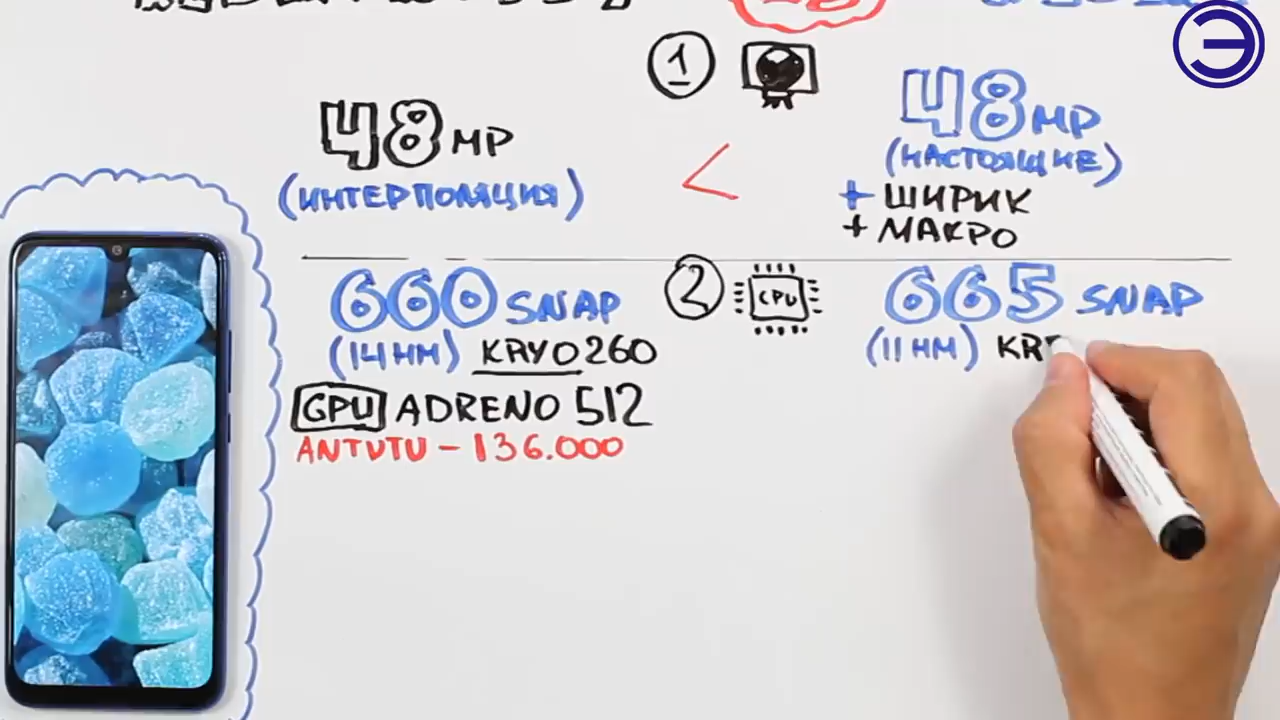 Э
1
48 МР
(ИНТЕРПОЛЯЦИЯ)
<
48 МР
(НАСТОЯЩИЕ)
+ ШИРИК
+ МАКРО
2
CPU
660 SNAP
(14 НМ) KRYO 260
GPU ADRENO 512
ANTUTU - 136.000
665 SNAP
(11 НМ) KR